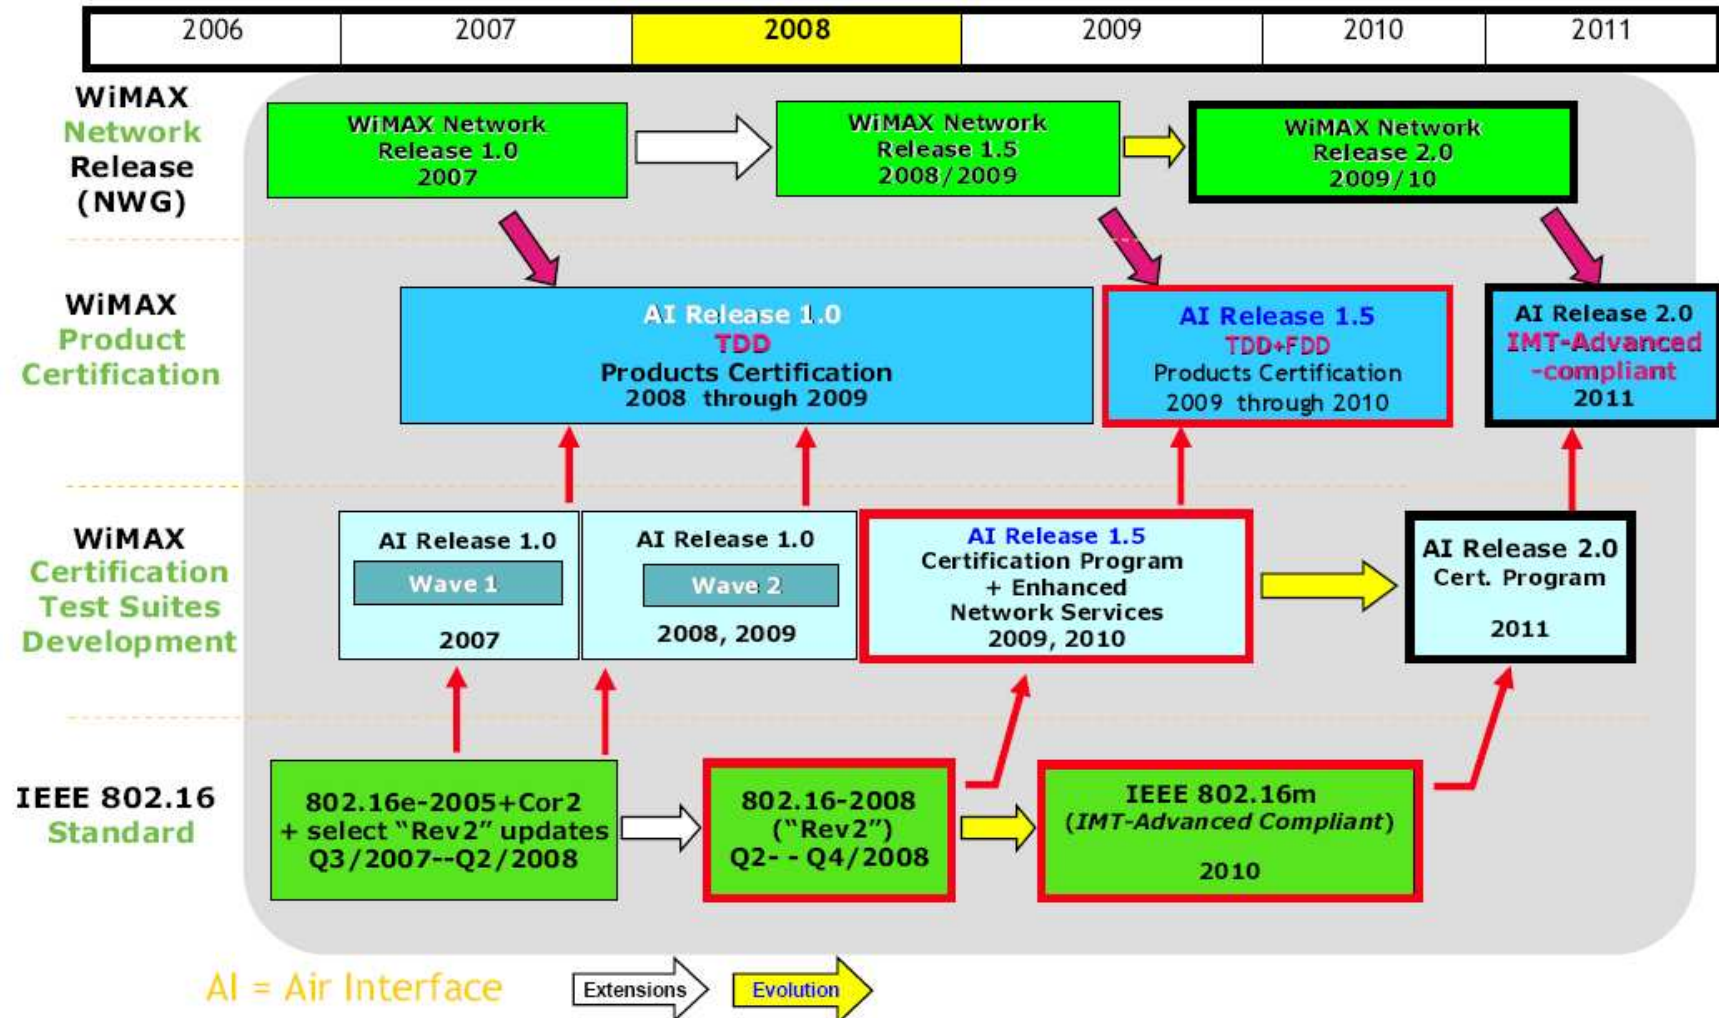 2006
2007
2008
2009
2010
2011
WiMAX
Network
Release
(NWG)
WiMAX Network
Release 1.0
2007
WiMAX Network
Release 1.5
2008/2009
WiMAX Network
Release 2.0
2009/10
WiMAX
Product
Certification
AI Release 1.0
TDD
Products Certification
2008 through 2009
AI Release 1.5
TDD+FDD
Products Certification
2009 through 2010
AI Release 2.0
IMT-Advanced
-compliant
2011
WiMAX
Certification
Test Suites
Development
AI Release 1.0
Wave 1
2007
AI Release 1.0
Wave 2
2008, 2009
AI Release 1.5
Certification Program
+ Enhanced
Network Services
2009, 2010
AI Release 2.0
Cert. Program
2011
IEEE 802.16
Standard
802.16e-2005+Cor2
+ select “Rev2” updates
Q3/2007--Q2/2008
802.16-2008
(“Rev2”)
Q2- - Q4/2008
IEEE 802.16m
(IMT-Advanced Compliant)
2010
AI = Air Interface
Extensions
Evolution